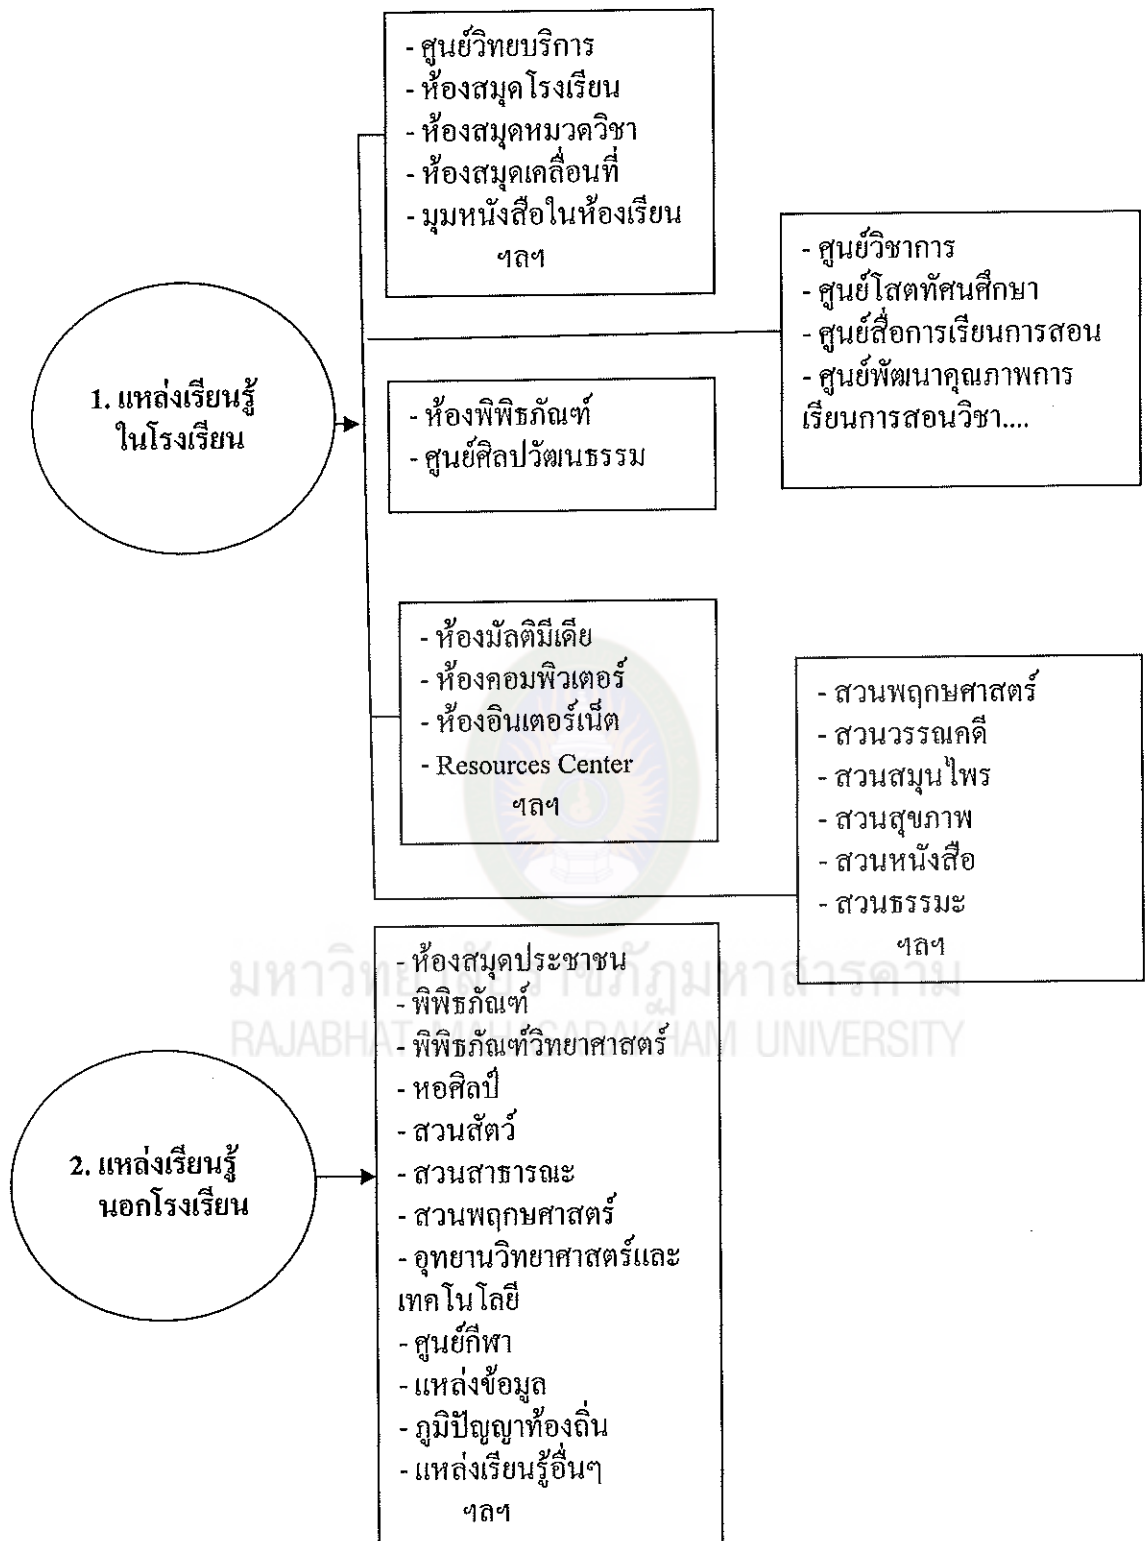 - ศูนย์วิทยบริการ
- ห้องสมุดโรงเรียน
- ห้องสมุดหมวดวิชา
- ห้องสมุดเคลื่อนที่
- มุมหนังสือในห้องเรียน
ฯลฯ
- ศูนย์วิชาการ
- ศูนย์โสตทัศนศึกษา
- ศูนย์สื่อการเรียนการสอน
- ศูนย์พัฒนาคุณภาพการ
เรียนการสอนวิชา....
1. แหล่งเรียนรู้
ในโรงเรียน
- ห้องพิพิธภัณฑ์
- ศูนย์ศิลปวัฒนธรรม
- ห้องมัลติมีเดีย
- ห้องคอมพิวเตอร์
- ห้องอินเตอร์เน็ต
- Resources Center
ฯลฯ
- สวนพฤกษศาสตร์
- สวนวรรณคดี
- สวนสมุนไพร
- สวนสุขภาพ
- สวนหนังสือ
- สวนธรรมะ
ฯลฯ
มหาวิทยาลัยราชภัฏมหาสารคาม
RAJABHAT MAHASARAKHAM UNIVERSITY
2. แหล่งเรียนรู้
นอกโรงเรียน
- ห้องสมุดประชาชน
- พิพิธภัณฑ์
- พิพิธภัณฑ์วิทยาศาสตร์
- หอศิลป์
- สวนสัตว์
- สวนสาธารณะ
- สวนพฤกษศาสตร์
- อุทยานวิทยาศาสตร์และ
เทคโนโลยี
- ศูนย์กีฬา
- แหล่งข้อมูล
- ภูมิปัญญาท้องถิ่น
- แหล่งเรียนรู้อื่นๆ
ฯลฯ